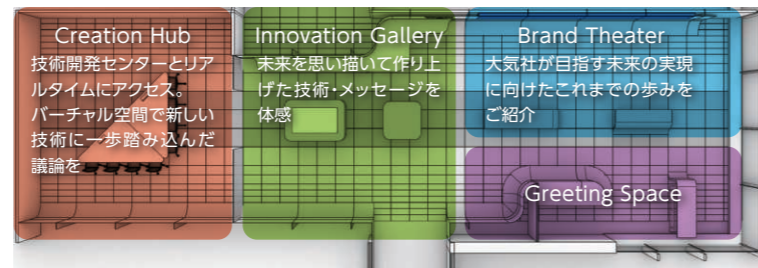 Creation Hub
技術開発センターとリア
ルタイムにアクセス。
バーチャル空間で新しい
技術に一歩踏み込んだ
議論を
Innovation Gallery
未来を思い描いて作り上
げた技術・メッセージを
体感
Brand Theater
大気社が目指す未来の実現
に向けたこれまでの歩みを
ご紹介
Greeting Space